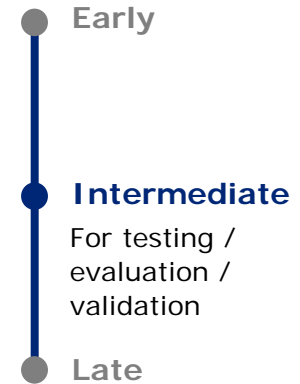 Early
Intermediate
For testing /
evaluation /
validation
Late